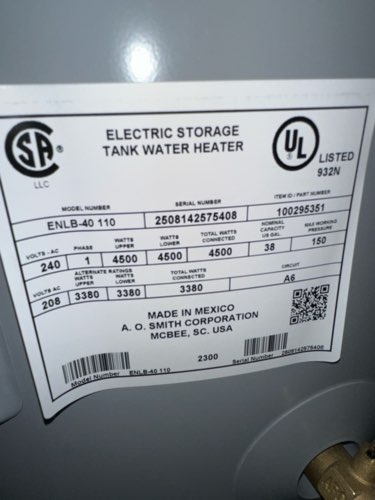 SA
LLC
ELECTRIC STORAGE
TANK WATER HEATER
UL
LISTED
932N
MODEL NUMBER SERIAL NUMBER ITEM ID / PART NUMBER
ENLB-40 110 2508142575408 100295351
VOLTS - AC PHASE WATTS UPPER WATTS LOWER TOTAL WATTS CONNECTED NOMINAL CAPACITY US GAL MAX WORKING PRESSURE
240 1 4500 4500 4500 38 150
VOLTS - AC ALTERNATE RATINGS WATTS UPPER WATTS LOWER TOTAL WATTS CONNECTED CIRCUIT
208 3380 3380 3380 A6
MADE IN MEXICO
A. O. SMITH CORPORATION
MCBEE, SC. USA
2300
Model Number ENLB-40 110
Serial Number 2508142575408